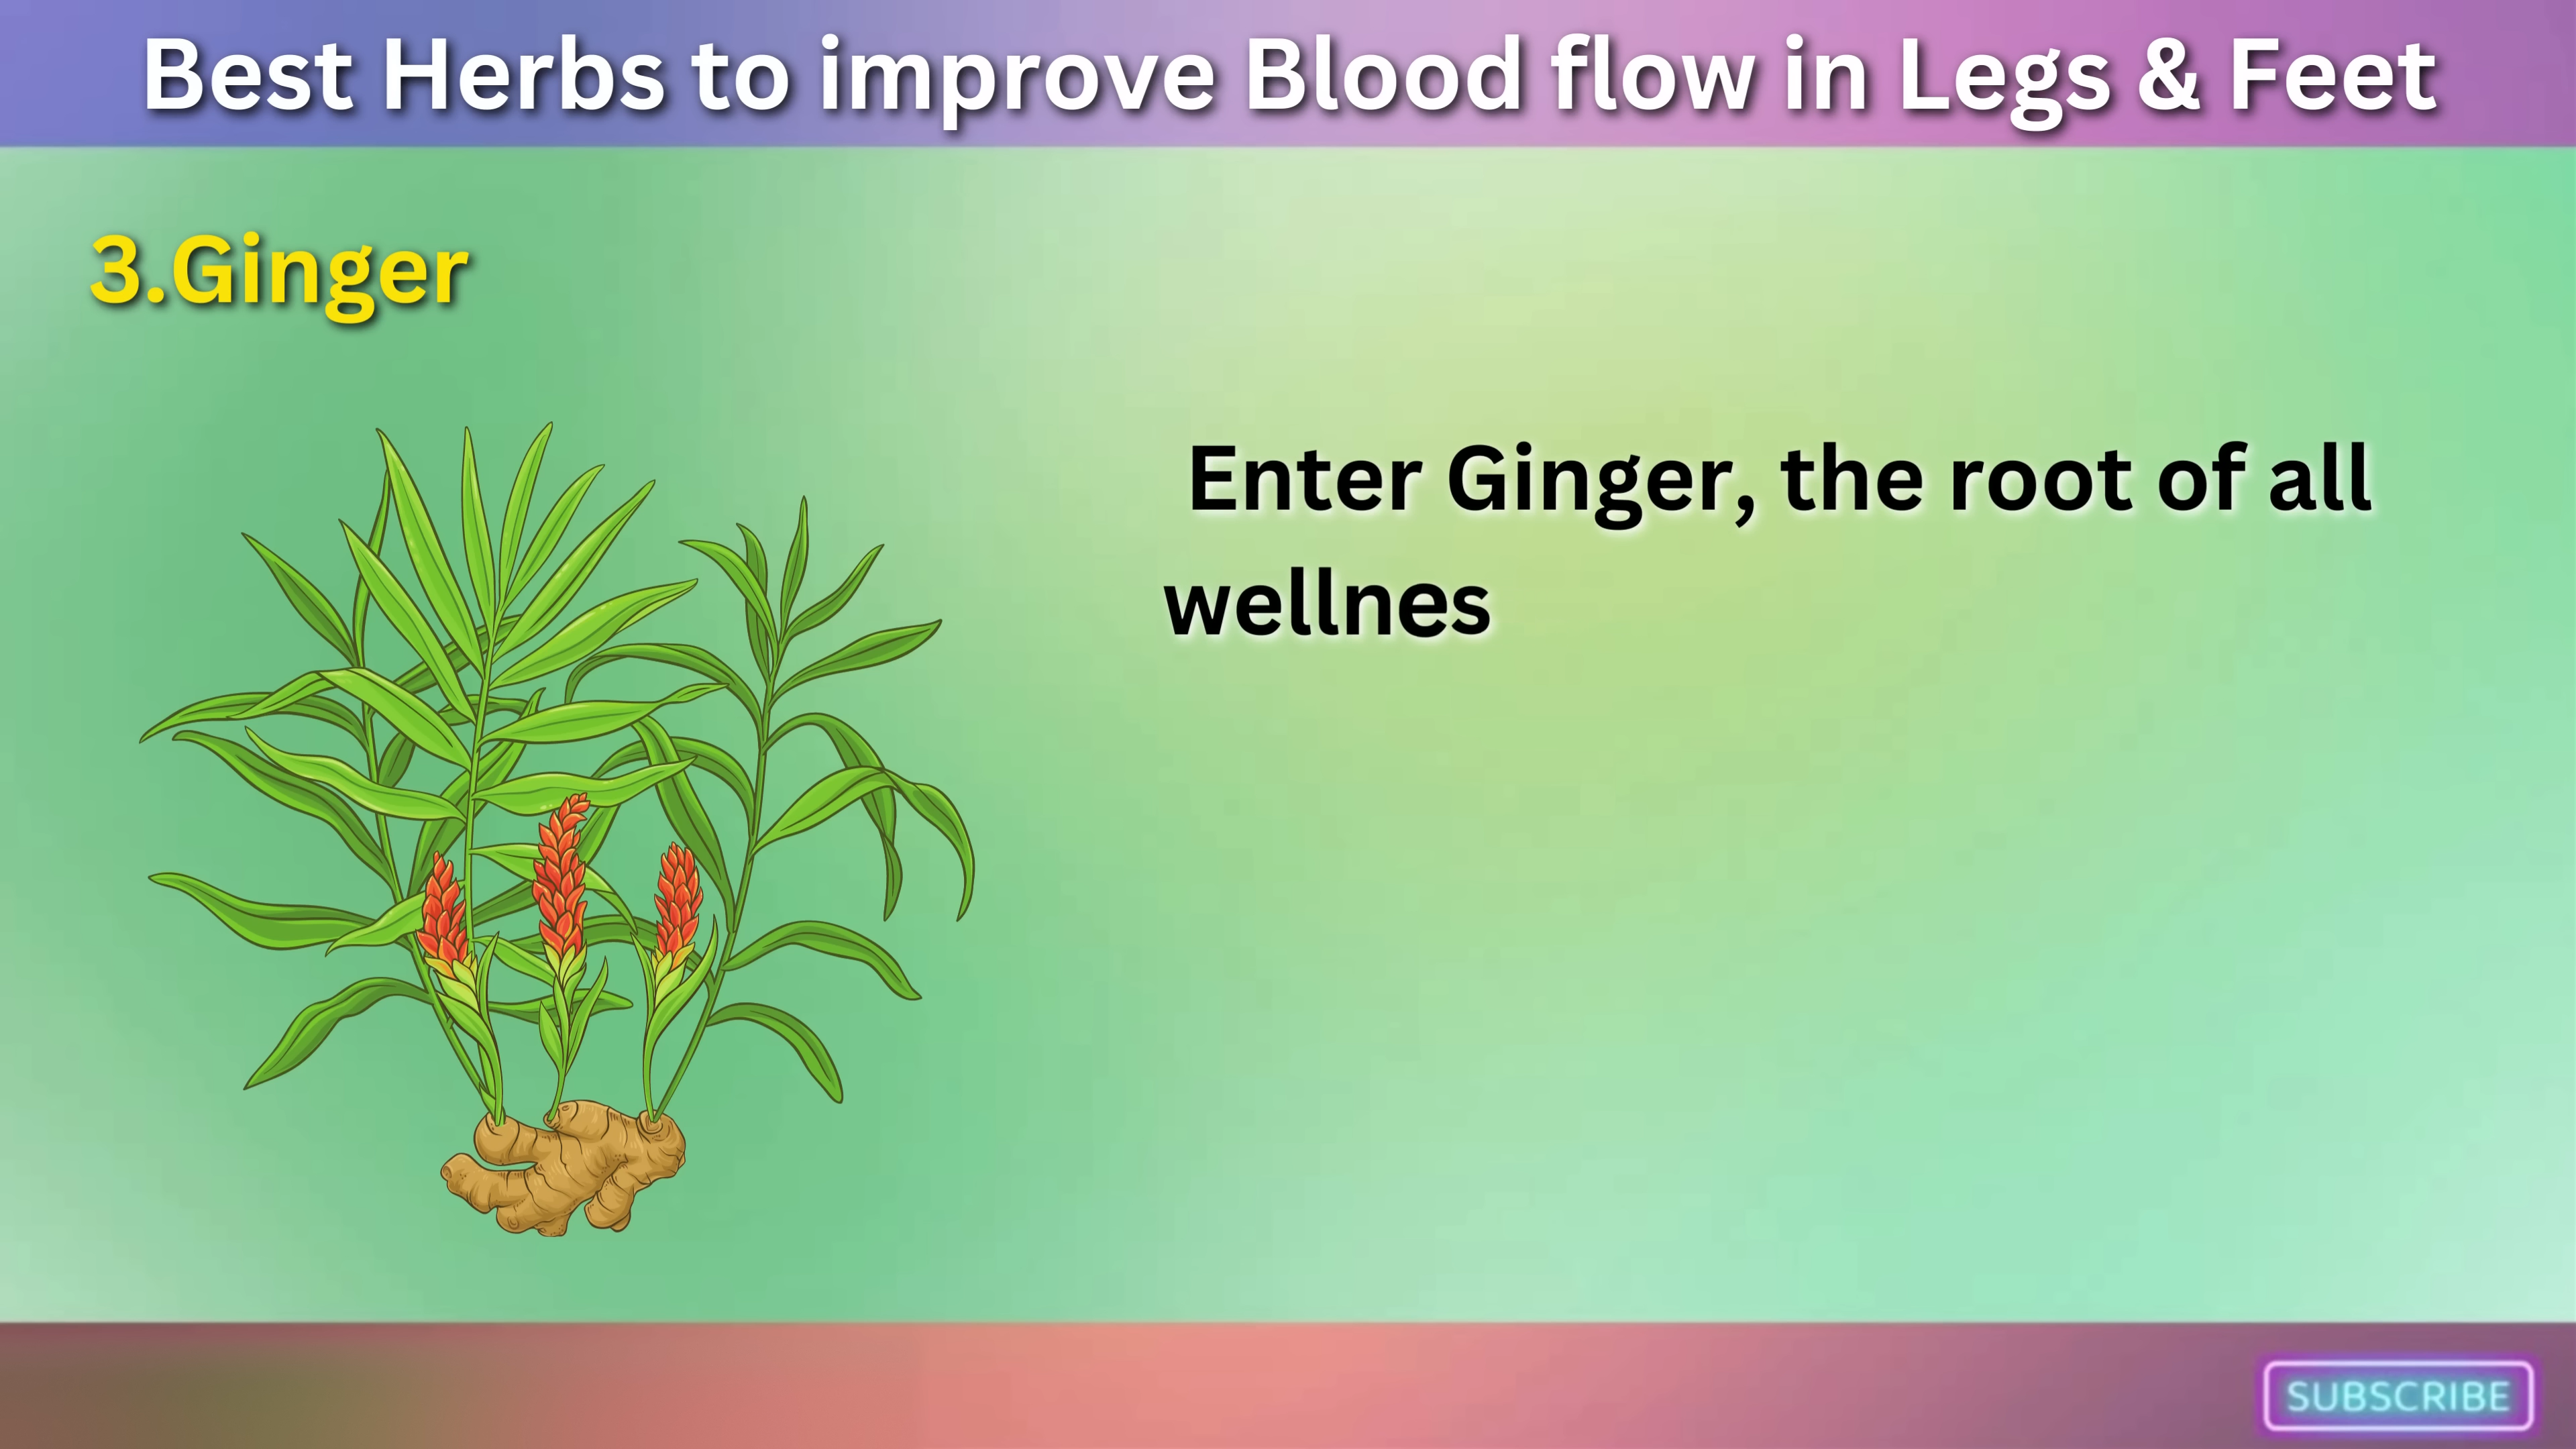 Best Herbs to improve Blood flow in Legs & Feet
3.Ginger
Enter Ginger, the root of all
wellnes
SUBSCRIBE